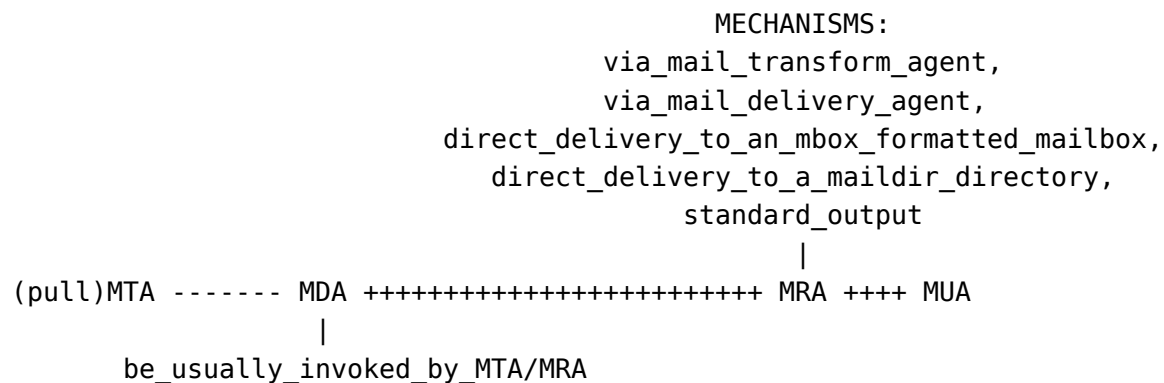 MECHANISMS:
via_mail_transform_agent,
via_mail_delivery_agent,
direct_delivery_to_an_mbox_formatted_mailbox,
direct_delivery_to_a_maildir_directory,
standard_output
|
(pull)MTA ------- MDA +++++++++++++++++++++++++ MRA ++++ MUA
|
be_usually_invoked_by_MTA/MRA